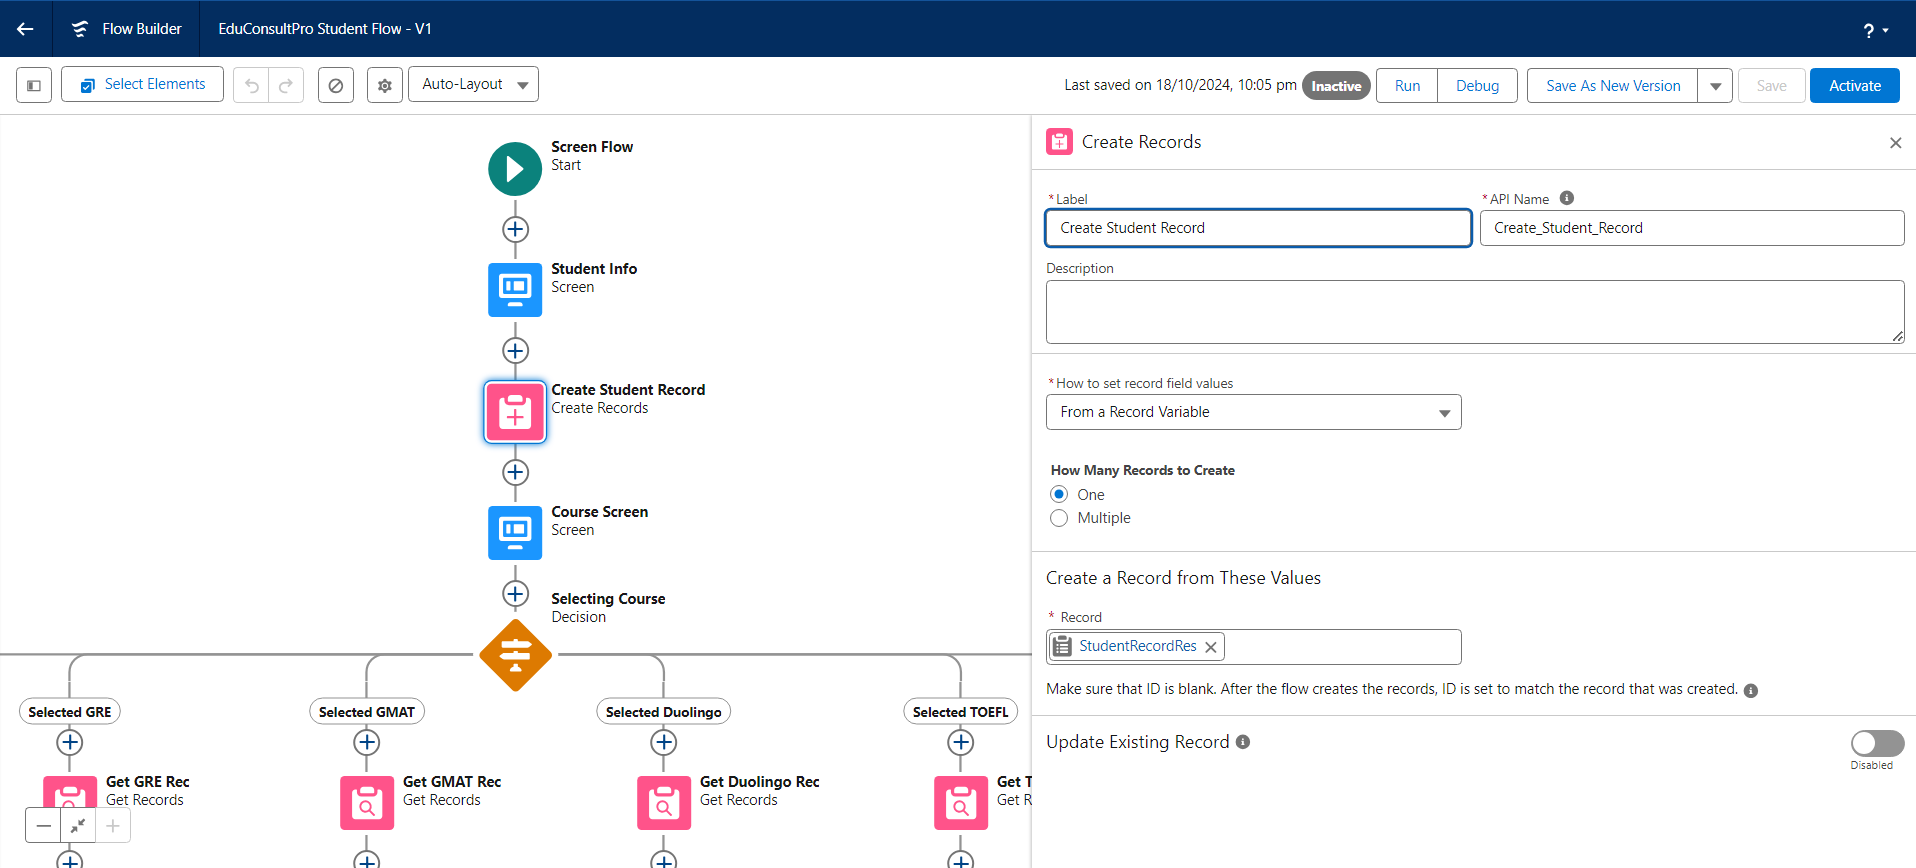 Flow Builder
EduConsultPro Student Flow - V1
?
Select Elements
Auto-Layout
Last saved on 18/10/2024, 10:05 pm
Inactive
Run
Debug
Save As New Version
Save
Activate
Screen Flow
Start
Student Info
Screen
Create Student Record
Create Records
Course Screen
Screen
Selecting Course
Decision
Selected GRE
Selected GMAT
Selected Duolingo
Selected TOEFL
Get GRE Rec
Get Records
Get GMAT Rec
Get Records
Get Duolingo Rec
Get Records
Get T
Get R
Create Records
*Label
Create Student Record
*API Name
Create_Student_Record
Description
*How to set record field values
From a Record Variable
How Many Records to Create
One
Multiple
Create a Record from These Values
* Record
StudentRecordRes
Make sure that ID is blank. After the flow creates the records, ID is set to match the record that was created.
Update Existing Record
Disabled